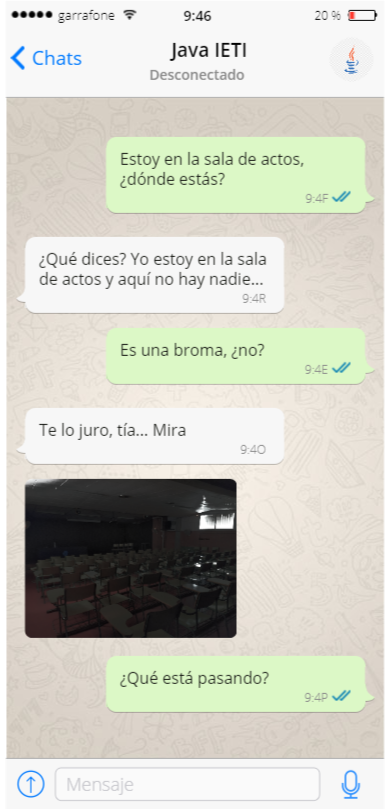 garrafone 9:46 20 %
Chats Java IETI
Desconectado
Estoy en la sala de actos,
¿dónde estás?
9:4F
¿Qué dices? Yo estoy en la sala
de actos y aquí no hay nadie...
9:4R
Es una broma, ¿no?
9:4E
Te lo juro, tía... Mira
9:4O
¿Qué está pasando?
9:4P
Mensaje